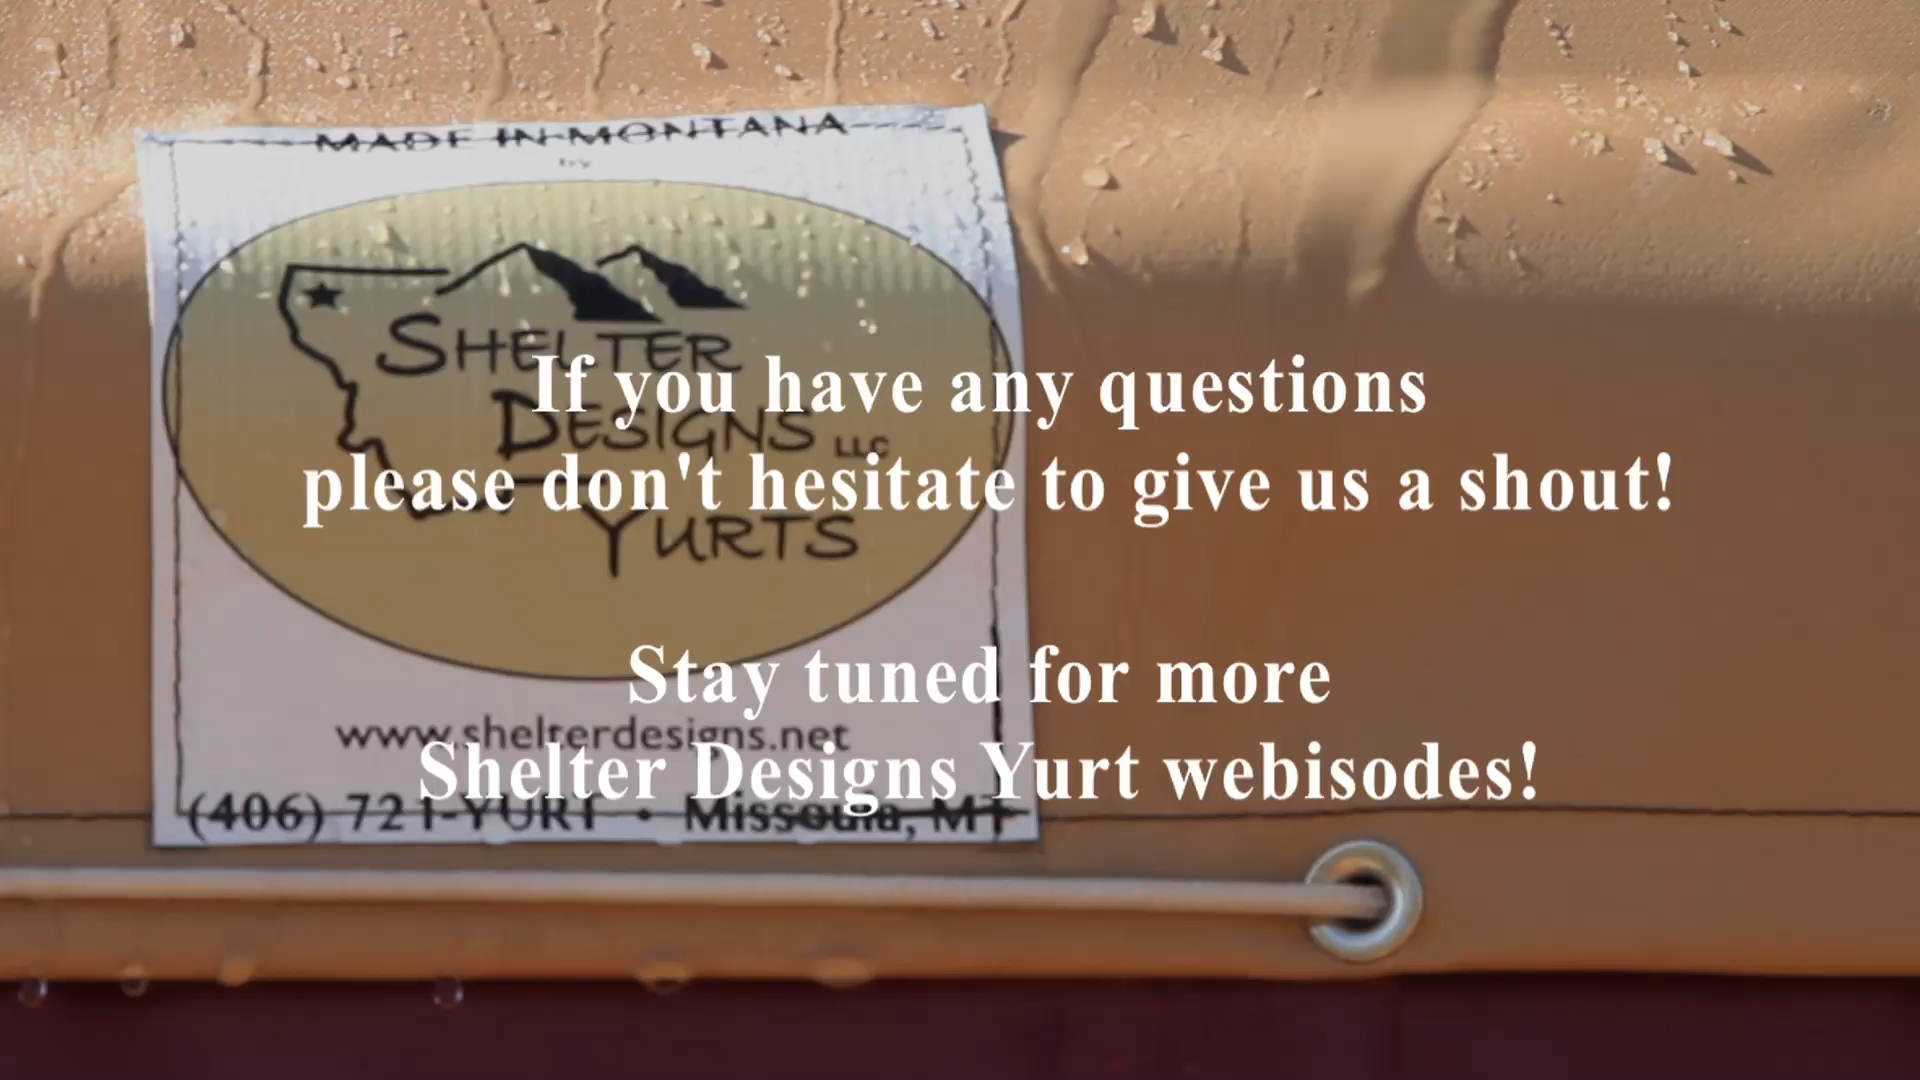 MADE IN MONTANA
by
SHELTER
DESIGNS LLC
YURTS
www.shelterdesigns.net
(406) 721-YURT • Missoula, MT
If you have any questions
please don't hesitate to give us a shout!
Stay tuned for more
Shelter Designs Yurt webisodes!